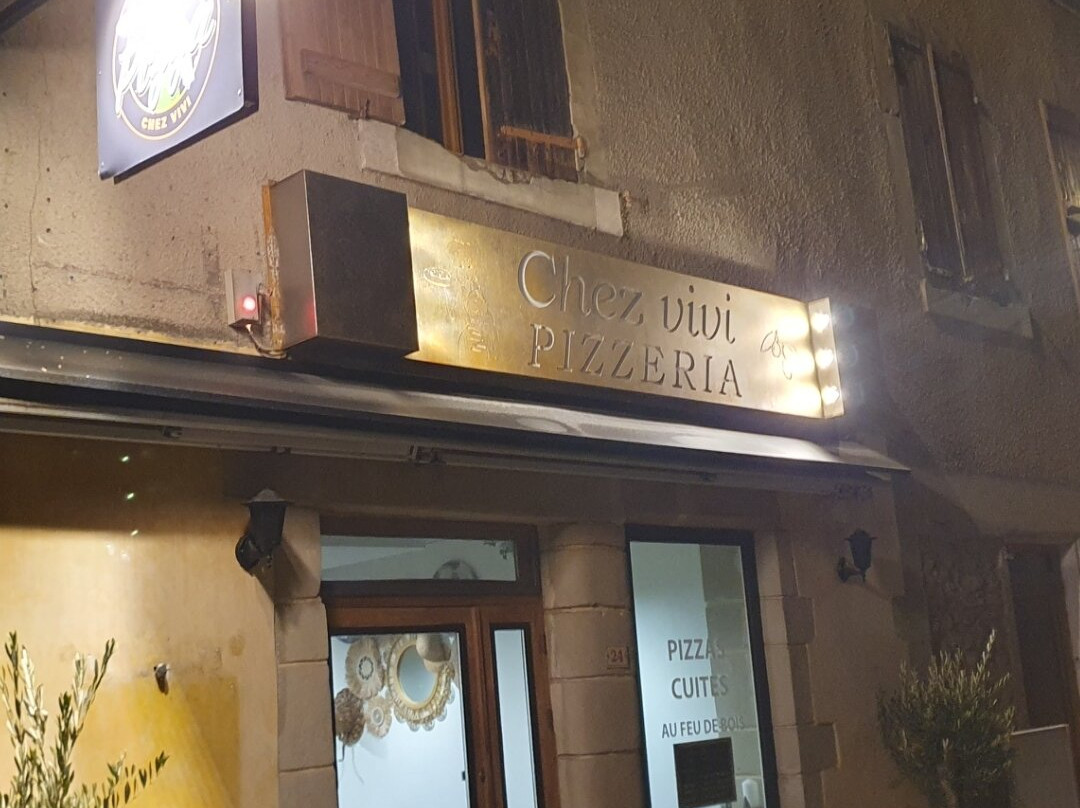 CHEZ VIVI
Chez vivi
PIZZERIA
24
PIZZAS
CUITES
AU FEU DE BOIS